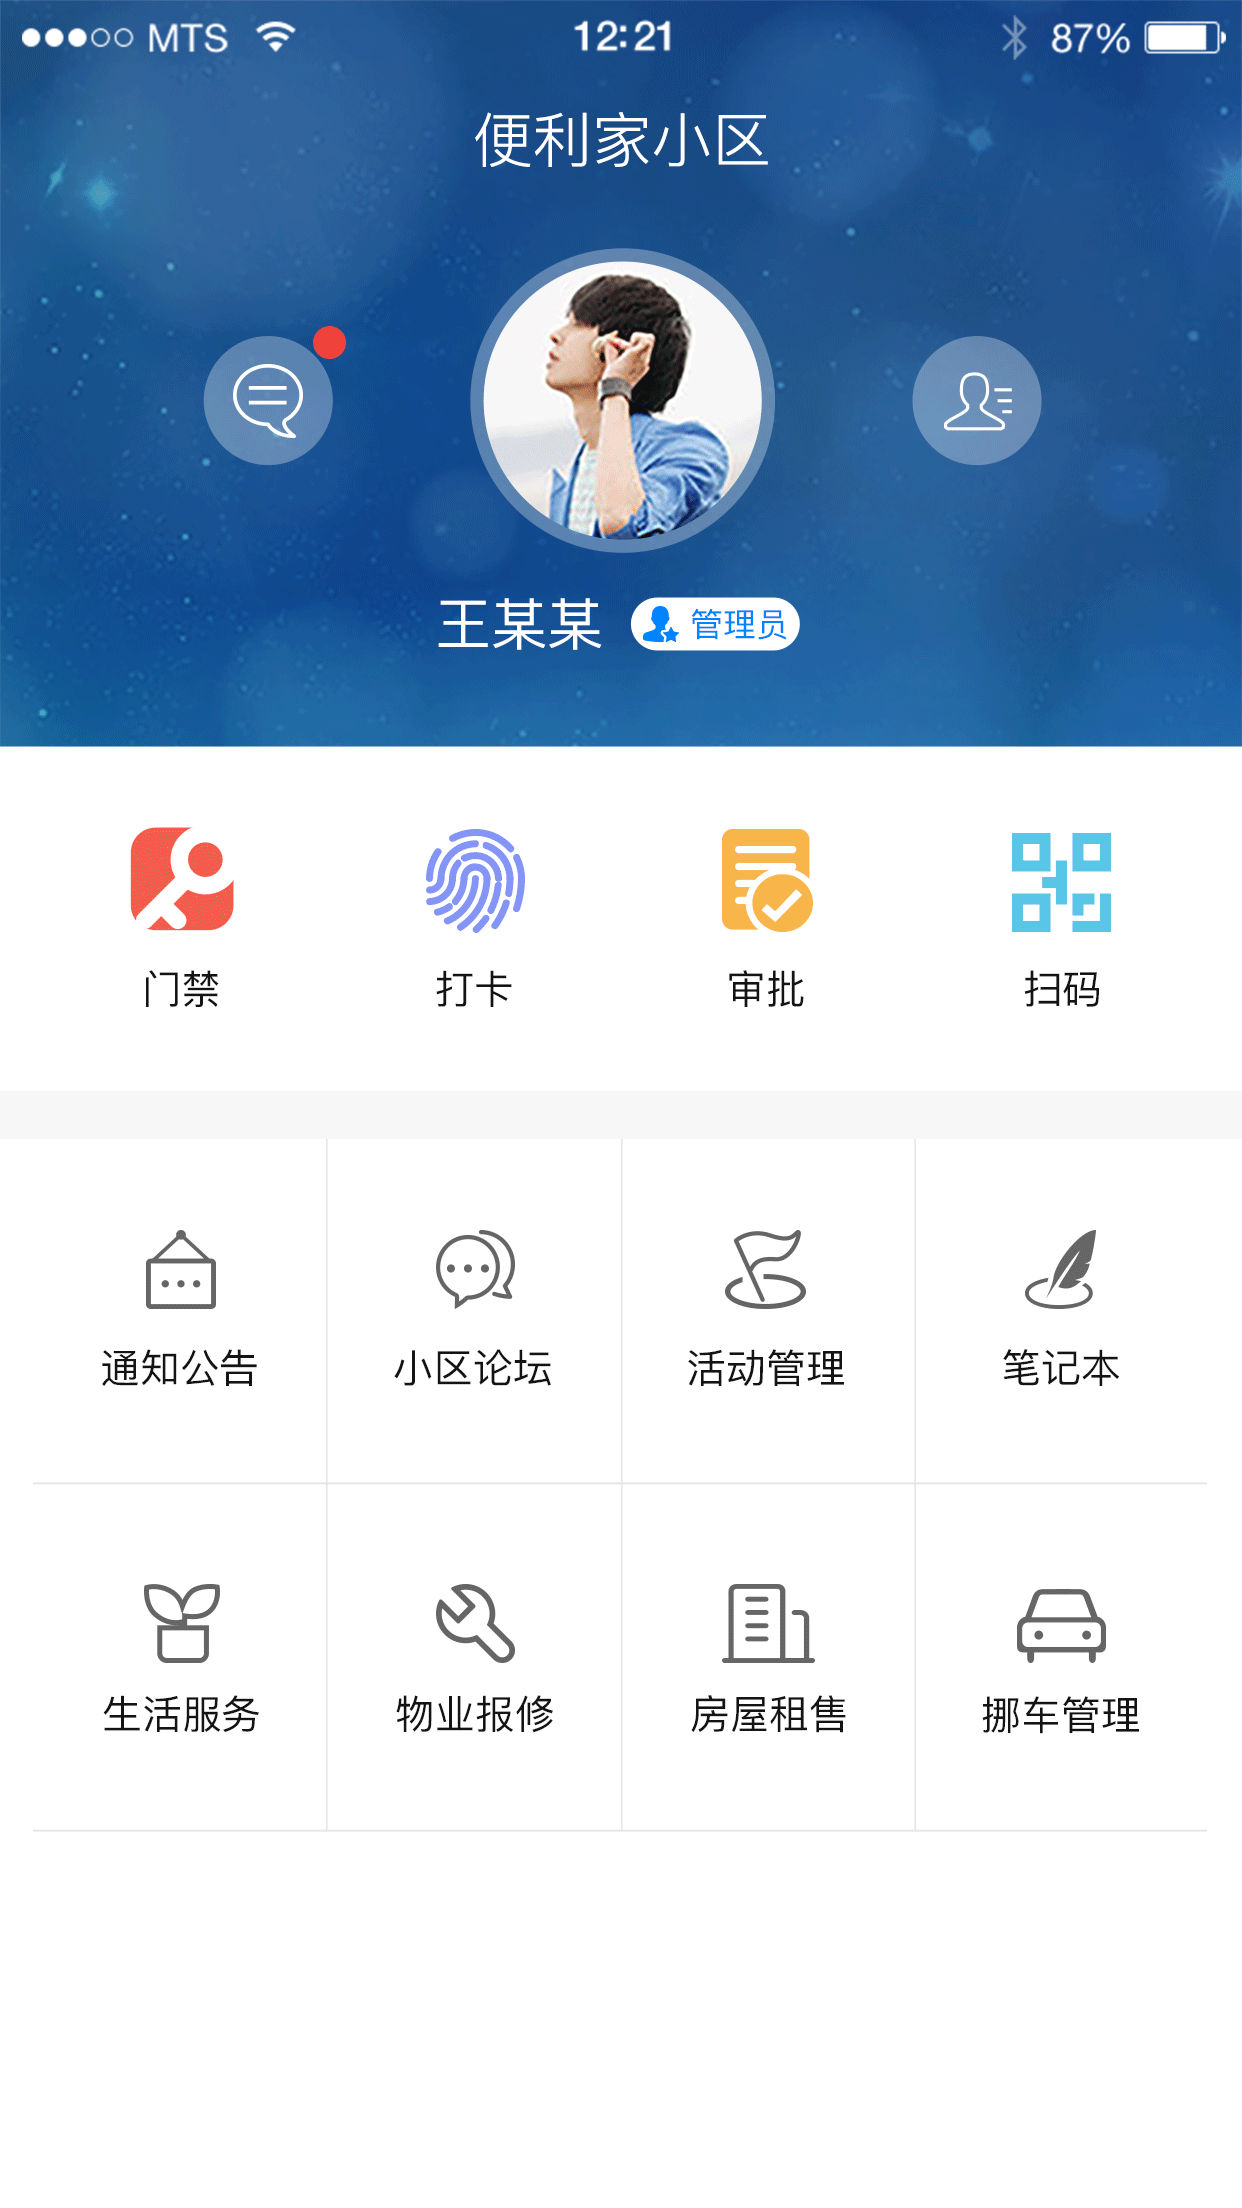 MTS 12:21 87%
便利家小区
王某某 管理员
门禁 打卡 审批 扫码
通知公告 小区论坛 活动管理 笔记本
生活服务 物业报修 房屋租售 挪车管理